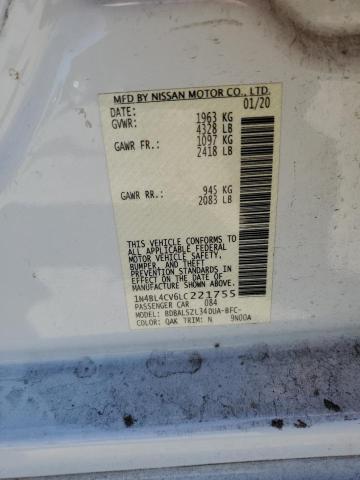 MFD BY NISSAN MOTOR CO., LTD.
DATE: 01/20
GVWR: 1963 KG
4328 LB
GAWR FR.: 1097 KG
2418 LB
GAWR RR.: 945 KG
2083 LB
THIS VEHICLE CONFORMS TO
ALL APPLICABLE FEDERAL
MOTOR VEHICLE SAFETY,
BUMPER, AND THEFT
PREVENTION STANDARDS
IN EFFECT ON THE DATE OF
MANUFACTURE SHOWN ABOVE.
1N4BL4CV6LC221755
PASSENGER CAR 084
MODEL: BDBALSZL34DUA-BFC-
COLOR: QAK TRIM: N 9N00A